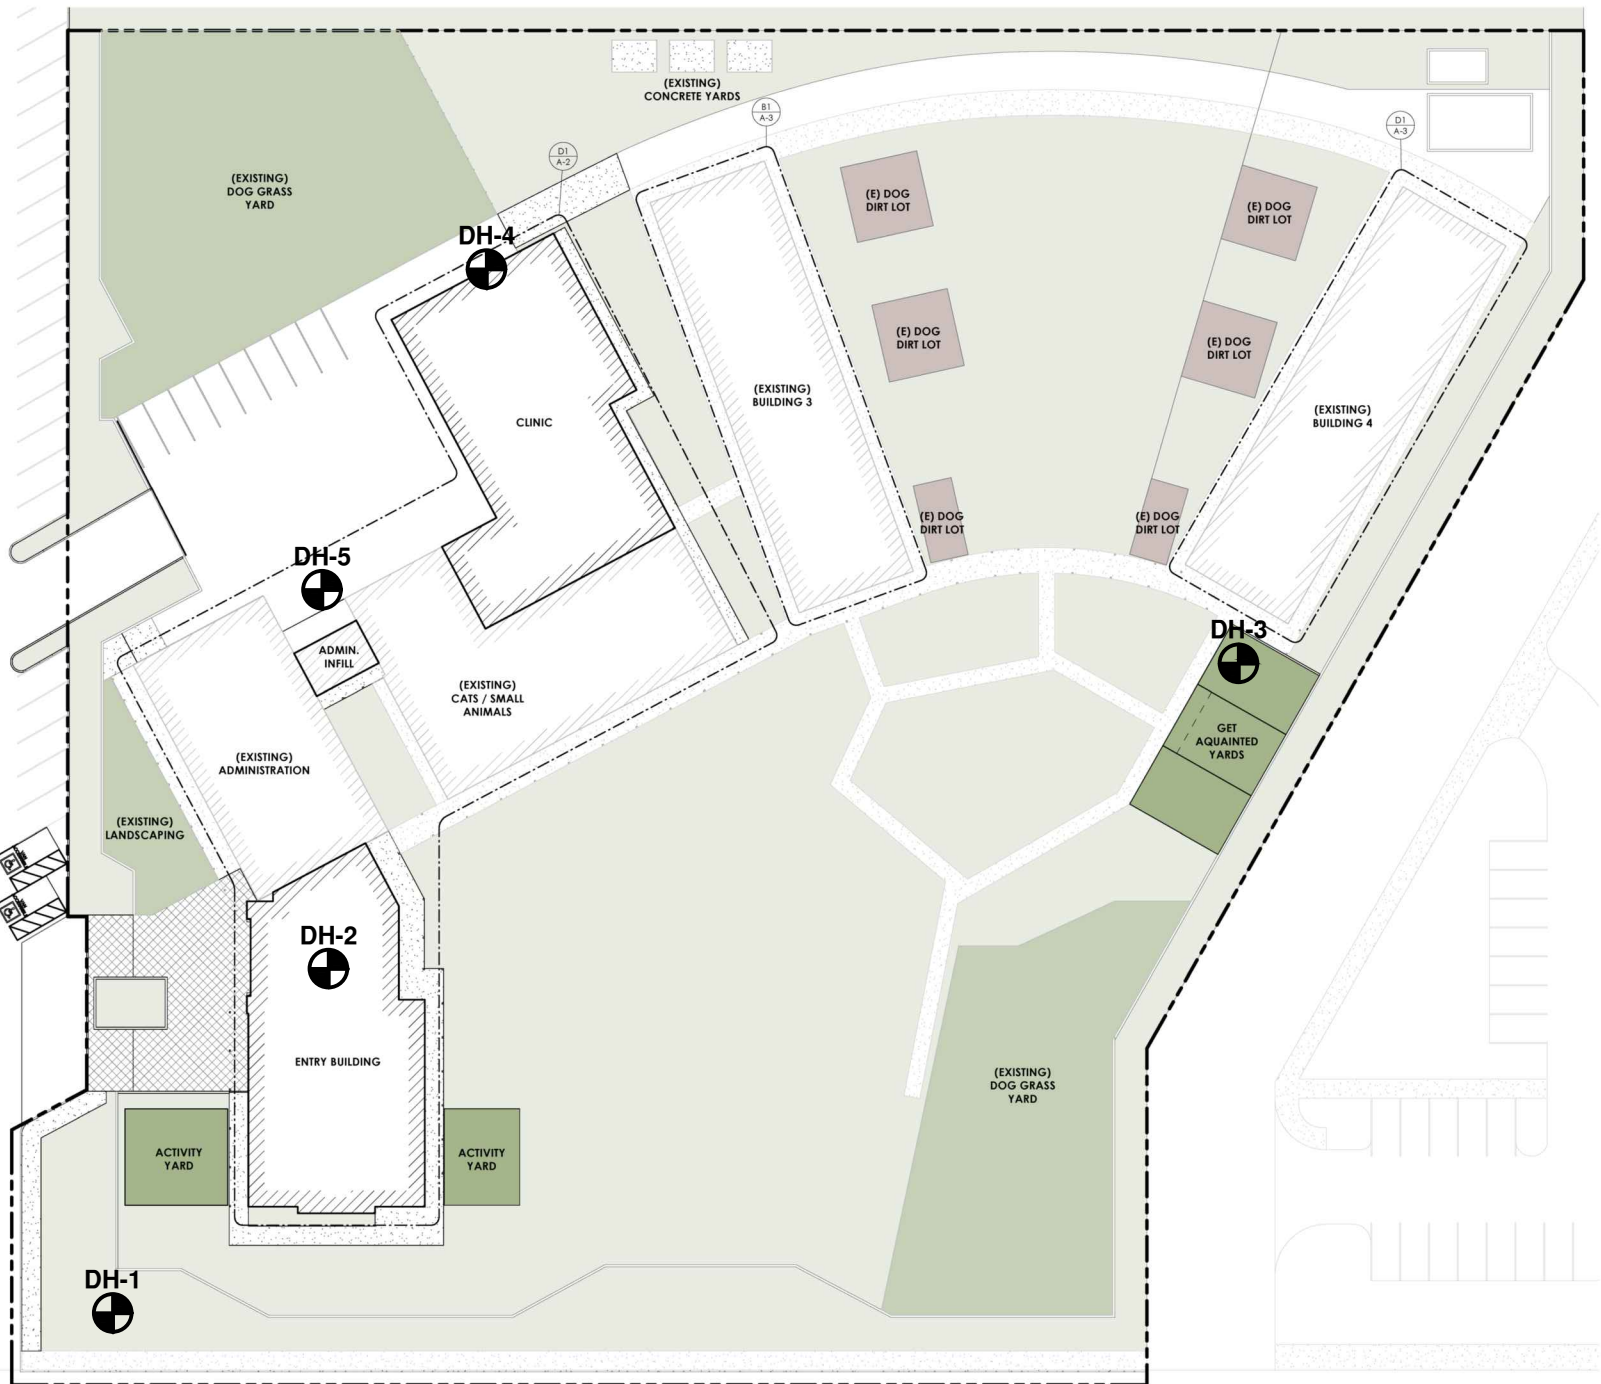 (EXISTING)
CONCRETE YARDS
B1
A-3
D1
A-3
D1
A-2
(EXISTING)
DOG GRASS
YARD
(E) DOG
DIRT LOT
(E) DOG
DIRT LOT
DH-4
(E) DOG
DIRT LOT
(E) DOG
DIRT LOT
(EXISTING)
BUILDING 3
(EXISTING)
BUILDING 4
CLINIC
(E) DOG
DIRT LOT
(E) DOG
DIRT LOT
DH-5
DH-3
ADMIN.
INFILL
(EXISTING)
CATS / SMALL
ANIMALS
GET
AQUAINTED
YARDS
(EXISTING)
ADMINISTRATION
(EXISTING)
LANDSCAPING
DH-2
ENTRY BUILDING
(EXISTING)
DOG GRASS
YARD
ACTIVITY
YARD
ACTIVITY
YARD
DH-1